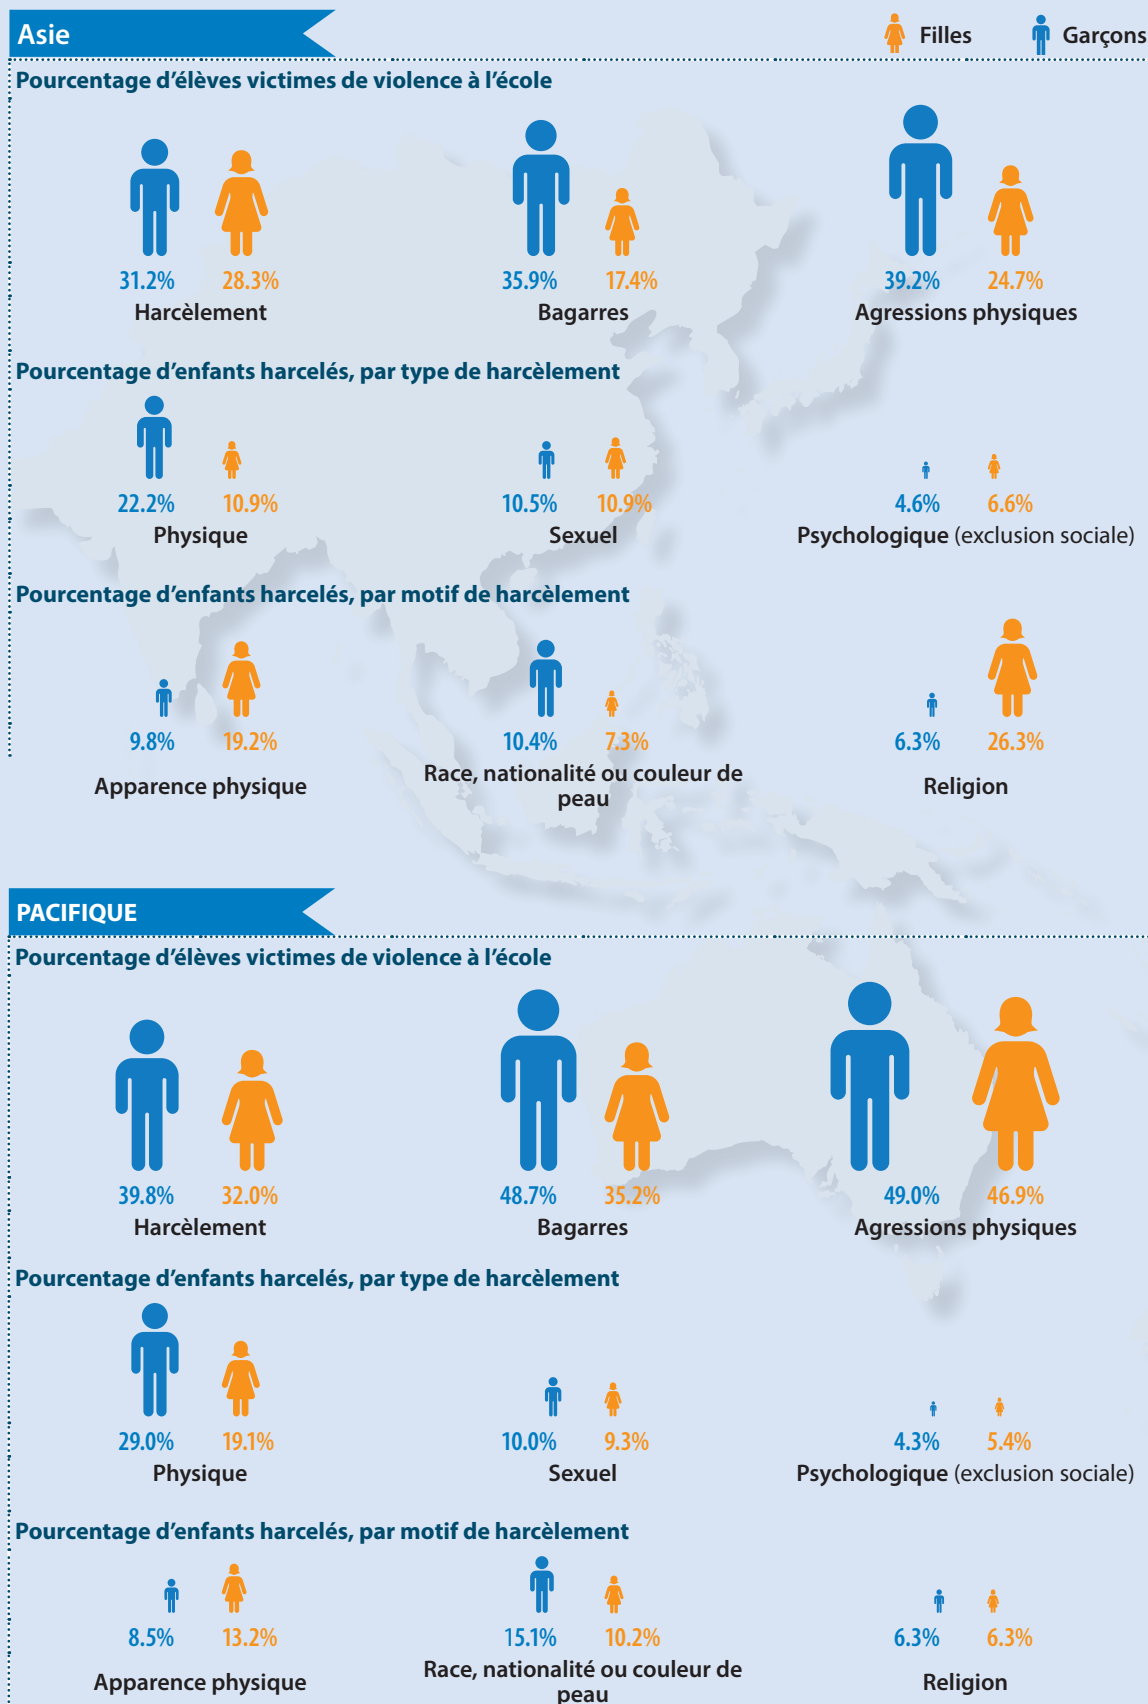 Asie
Filles
Garçons
Pourcentage d’élèves victimes de violence à l’école
31.2% 28.3%
Harcèlement
35.9% 17.4%
Bagarres
39.2% 24.7%
Agressions physiques
Pourcentage d’enfants harcelés, par type de harcèlement
22.2% 10.9%
Physique
10.5% 10.9%
Sexuel
4.6% 6.6%
Psychologique (exclusion sociale)
Pourcentage d’enfants harcelés, par motif de harcèlement
9.8% 19.2%
Apparence physique
10.4% 7.3%
Race, nationalité ou couleur de
peau
6.3% 26.3%
Religion
PACIFIQUE
Pourcentage d’élèves victimes de violence à l’école
39.8% 32.0%
Harcèlement
48.7% 35.2%
Bagarres
49.0% 46.9%
Agressions physiques
Pourcentage d’enfants harcelés, par type de harcèlement
29.0% 19.1%
Physique
10.0% 9.3%
Sexuel
4.3% 5.4%
Psychologique (exclusion sociale)
Pourcentage d’enfants harcelés, par motif de harcèlement
8.5% 13.2%
Apparence physique
15.1% 10.2%
Race, nationalité ou couleur de
peau
6.3% 6.3%
Religion